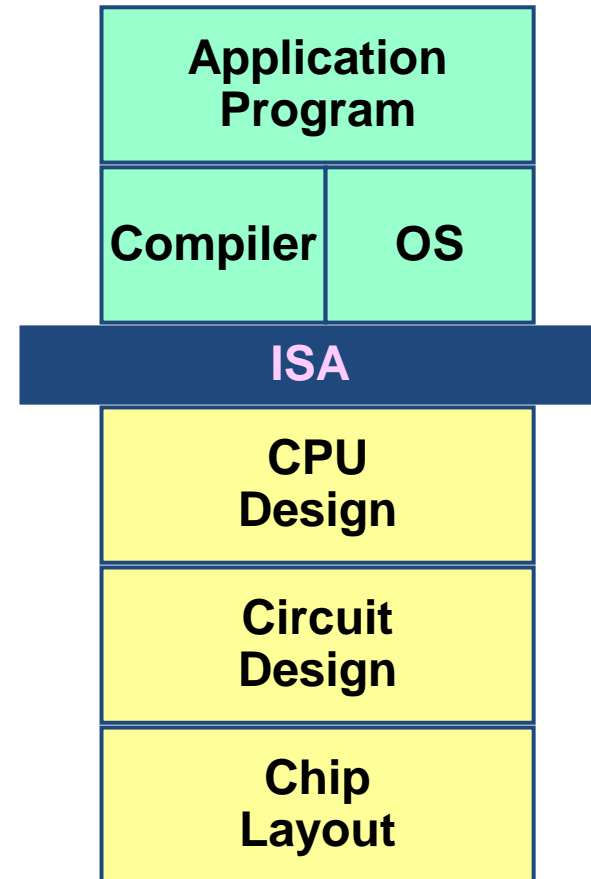 Application
Program
Compiler OS
ISA
CPU
Design
Circuit
Design
Chip
Layout